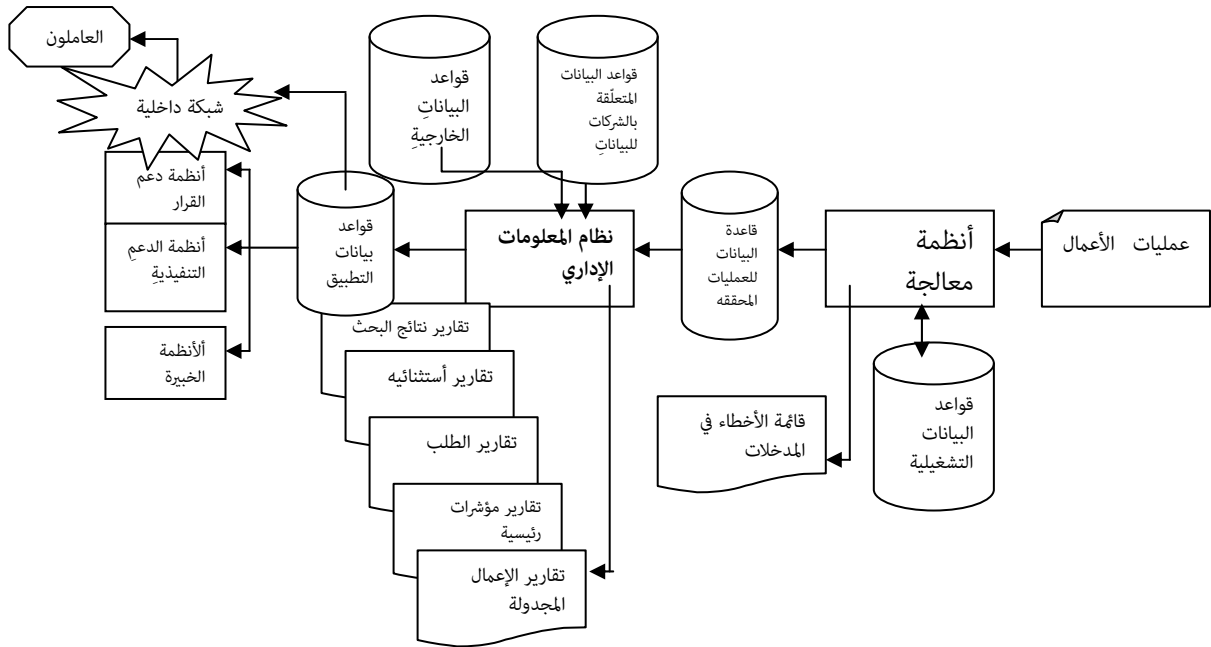 العاملون
شبكة داخلية
أنظمة دعم
القرار
أنظمة الدعمِ
التنفيذيةِ
ألأنظمة
الخبيرة
قواعد
البياناتِ
الخارجيةِ
قواعد البيانات
المتعلّقة
بالشركات
للبياناتِ
قواعد
بيانات
التطبيق
نظام المعلومات
الإداري
قاعدة
البيانات
للعمليات
المحققه
أنظمة
معالجة
عمليات الأعمال
قواعد
البيانات
التشغيلية
قائمة الأخطاء في
المدخلات
تقارير نتائج البحث
تقارير أستثنائيه
تقارير الطلب
تقارير مؤشرات
رئيسية
تقارير الإعمال
المجدولة